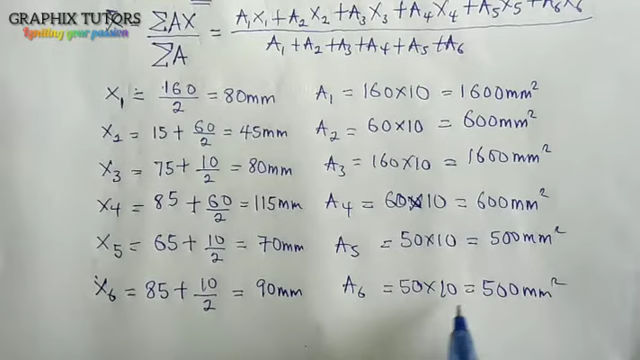 GRAPHIX TUTORS
Igniting your passion
X̄ = ΣAX / ΣA = A₁X₁ + A₂X₂ + A₃X₃ + A₄X₄ + A₅X₅ + A₆X₆ / A₁ + A₂ + A₃ + A₄ + A₅ + A₆
X₁ = 160/2 = 80mm A₁ = 160×10 = 1600mm²
X₂ = 15 + 60/2 = 45mm A₂ = 60×10 = 600mm²
X₃ = 75 + 10/2 = 80mm A₃ = 160×10 = 1600mm²
X₄ = 85 + 60/2 = 115mm A₄ = 60×10 = 600mm²
X₅ = 65 + 10/2 = 70mm A₅ = 50×10 = 500mm²
X₆ = 85 + 10/2 = 90mm A₆ = 50×10 = 500mm²